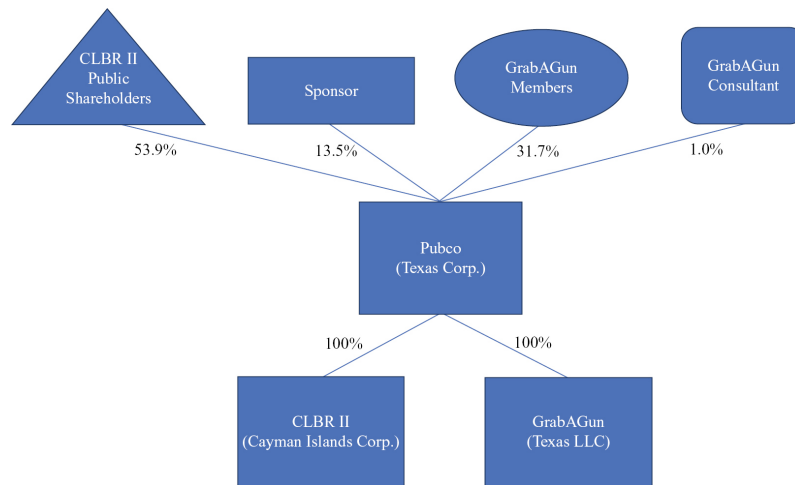 CLBR II
Public
Shareholders
Sponsor
GrabAGun
Members
GrabAGun
Consultant
53.9%
13.5%
31.7%
1.0%
Pubco
(Texas Corp.)
100%
100%
CLBR II
(Cayman Islands Corp.)
GrabAGun
(Texas LLC)